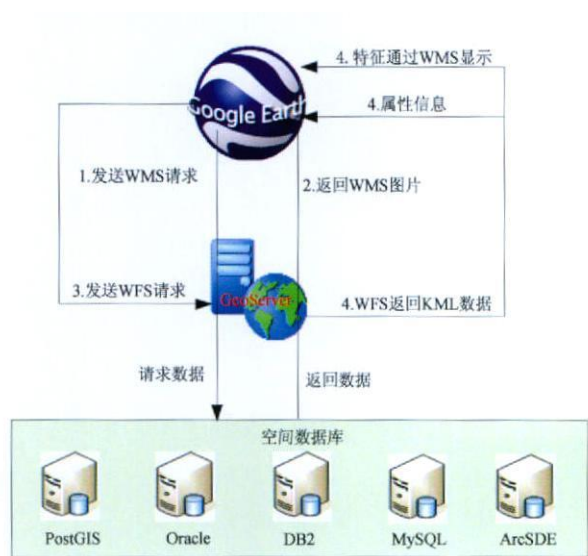 4. 特征通过WMS显示
Google Earth
4.属性信息
1.发送WMS请求
2.返回WMS图片
3.发送WFS请求
GeoServer
4.WFS返回KML数据
请求数据
返回数据
空间数据库
PostGIS
Oracle
DB2
MySQL
ArcSDE